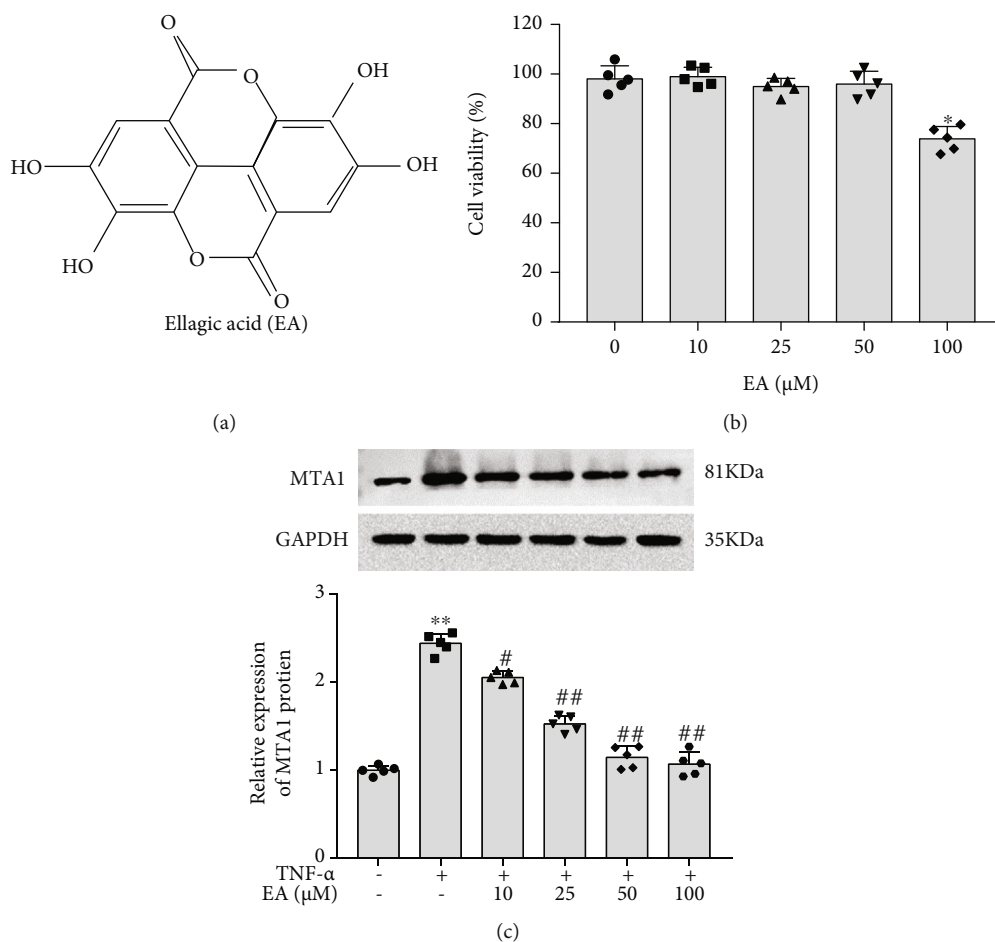 O
O
OH
HO
OH
HO
O
O
Ellagic acid (EA)
(a)
120
100
80
60
40
20
0
Cell viability (%)
*
0 10 25 50 100
EA (μM)
(b)
MTA1 81KDa
GAPDH 35KDa
3
2
1
0
Relative expression
of MTA1 protien
** # ## ## ##
TNF-α - + + + + +
EA (μM) - - 10 25 50 100
(c)